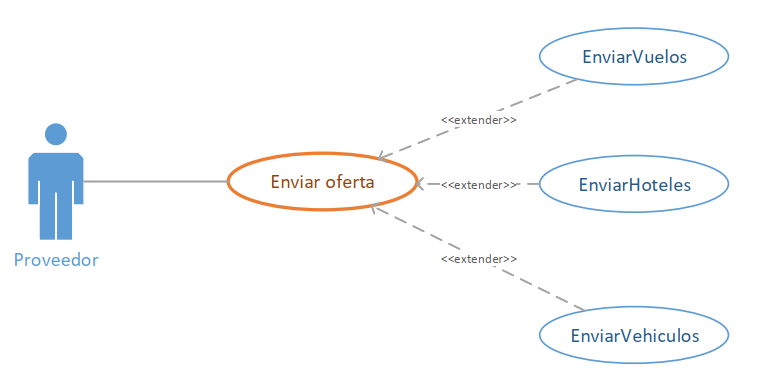 EnviarVuelos
<<extender>>
Enviar oferta
<<extender>>
EnviarHoteles
Proveedor
<<extender>>
EnviarVehiculos